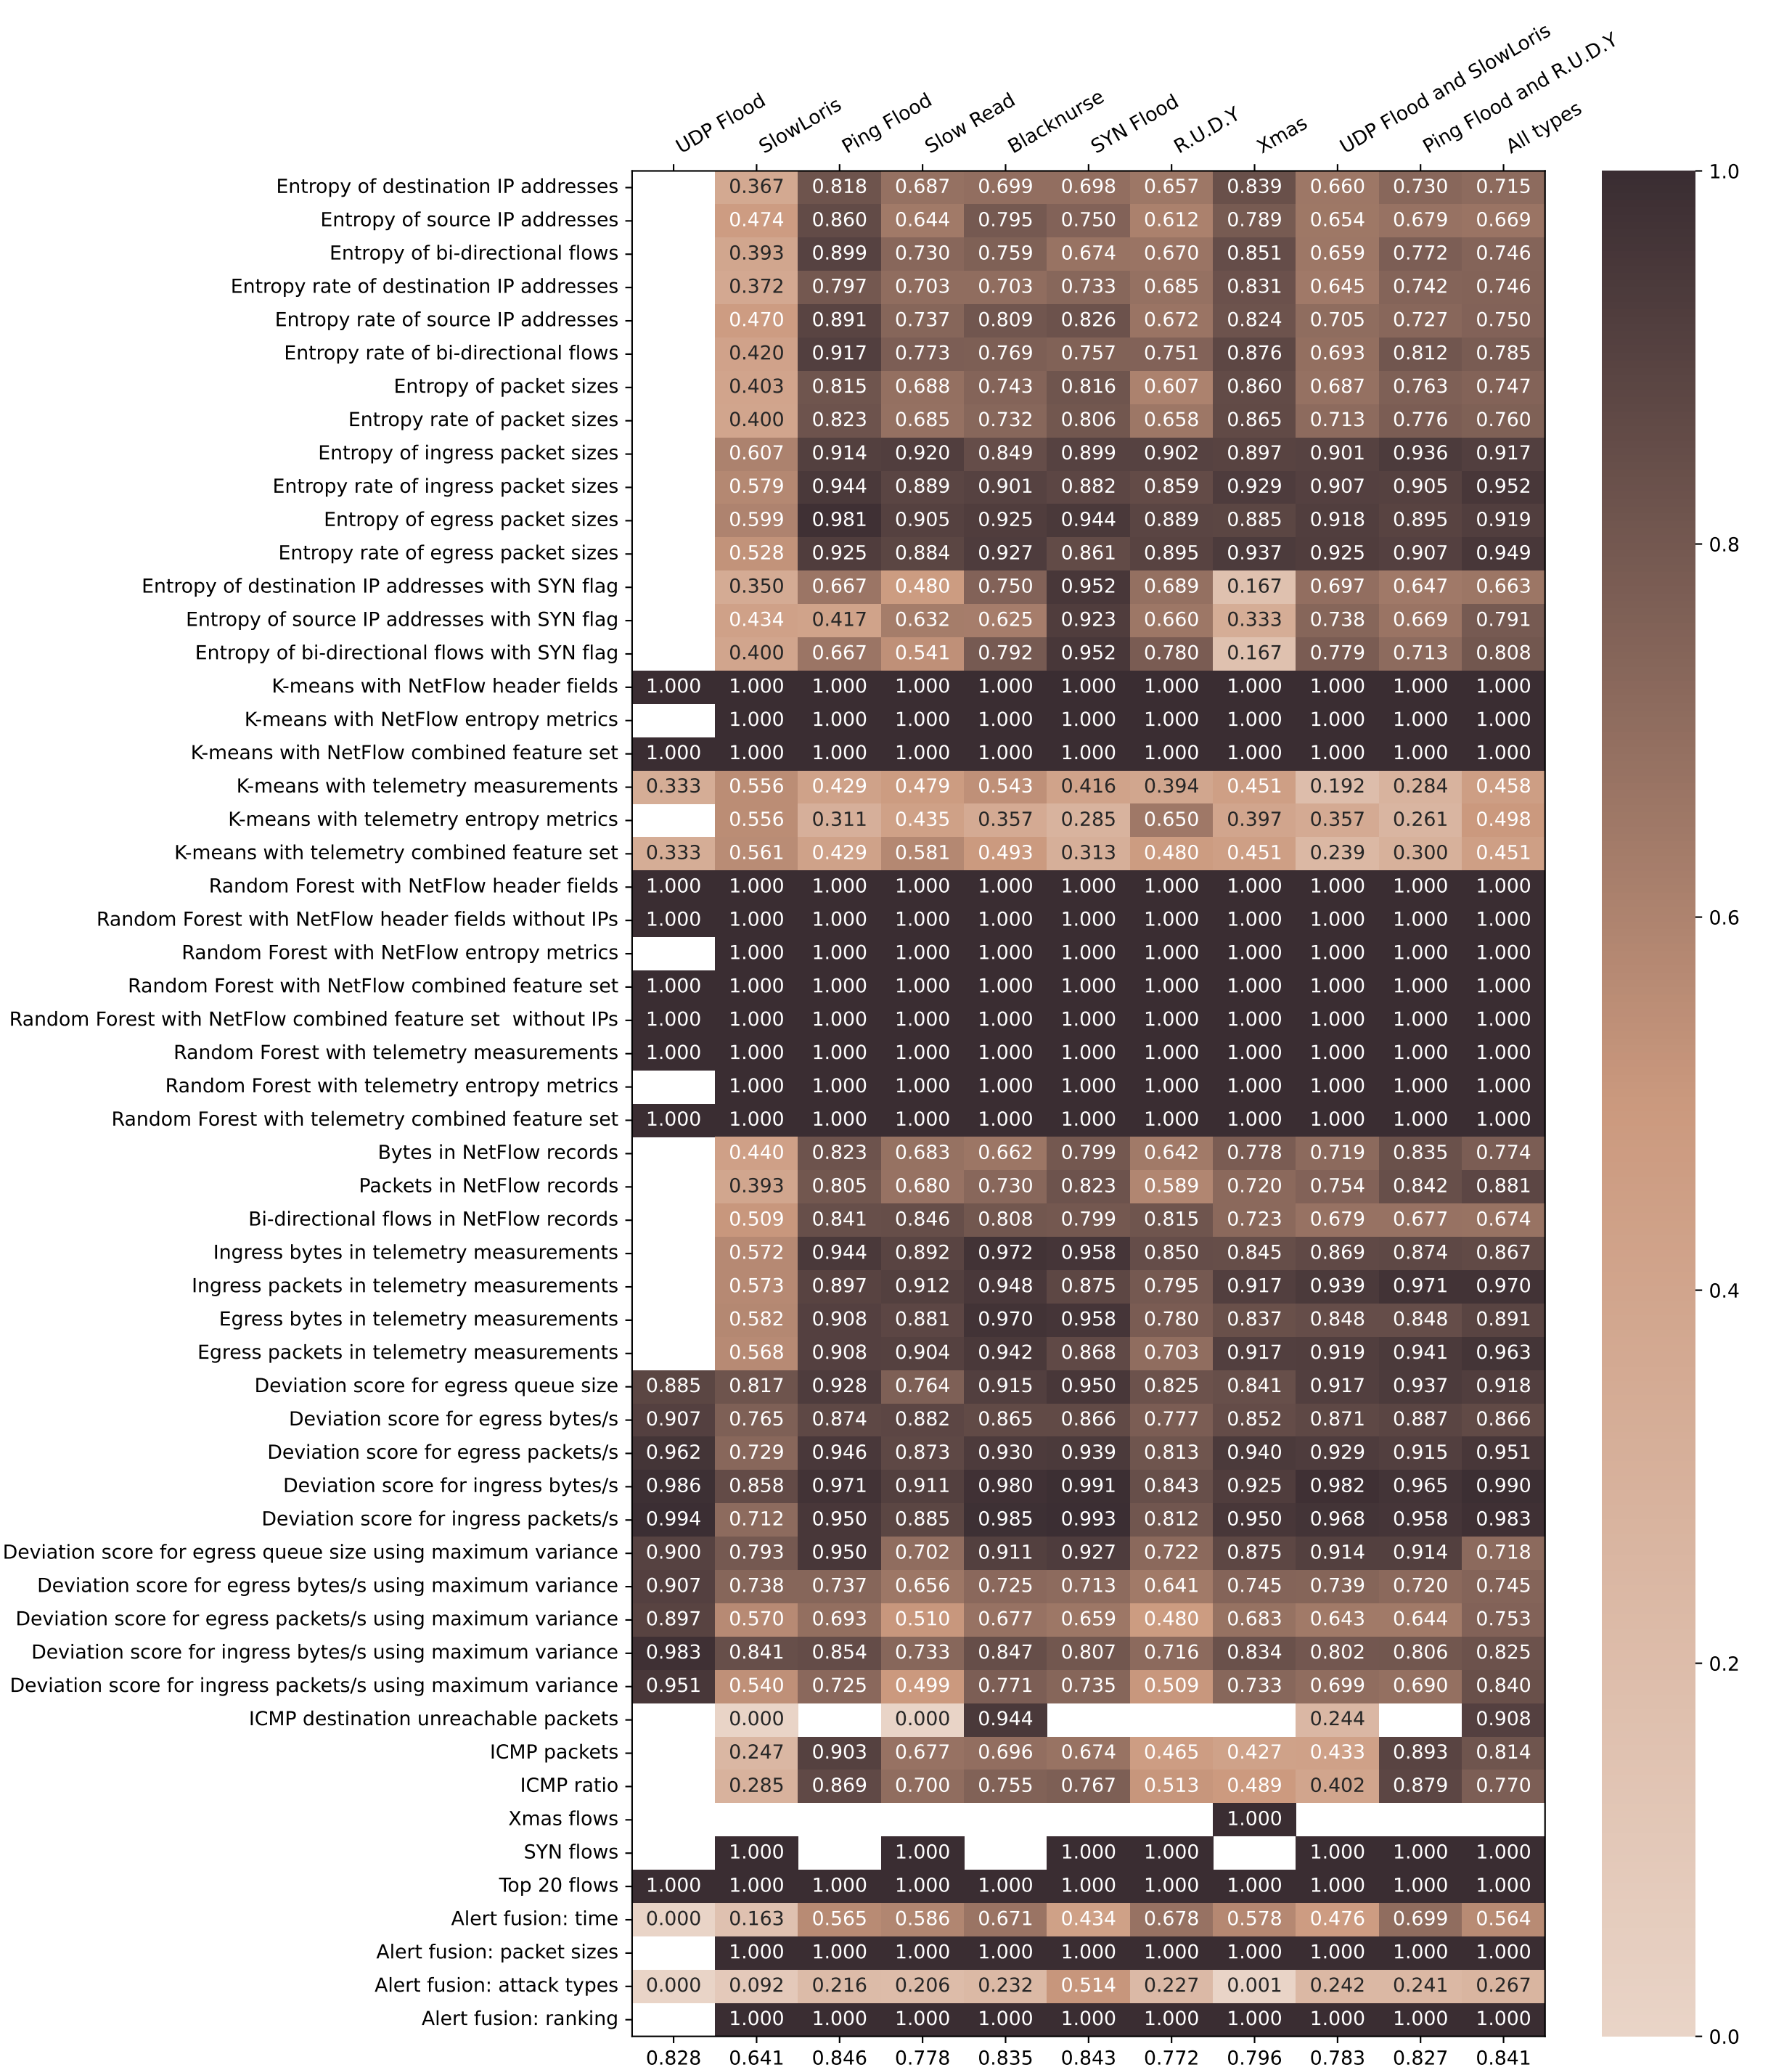 UDP Flood SlowLoris Ping Flood Slow Read Blacknurse SYN Flood R.U.D.Y Xmas UDP Flood and SlowLoris Ping Flood and R.U.D.Y All types
Entropy of destination IP addresses 0.367 0.818 0.687 0.699 0.698 0.657 0.839 0.660 0.730 0.715
Entropy of source IP addresses 0.474 0.860 0.644 0.795 0.750 0.612 0.789 0.654 0.679 0.669
Entropy of bi-directional flows 0.393 0.899 0.730 0.759 0.674 0.670 0.851 0.659 0.772 0.746
Entropy rate of destination IP addresses 0.372 0.797 0.703 0.703 0.733 0.685 0.831 0.645 0.742 0.746
Entropy rate of source IP addresses 0.470 0.891 0.737 0.809 0.826 0.672 0.824 0.705 0.727 0.750
Entropy rate of bi-directional flows 0.420 0.917 0.773 0.769 0.757 0.751 0.876 0.693 0.812 0.785
Entropy of packet sizes 0.403 0.815 0.688 0.743 0.816 0.607 0.860 0.687 0.763 0.747
Entropy rate of packet sizes 0.400 0.823 0.685 0.732 0.806 0.658 0.865 0.713 0.776 0.760
Entropy of ingress packet sizes 0.607 0.914 0.920 0.849 0.899 0.902 0.897 0.901 0.936 0.917
Entropy rate of ingress packet sizes 0.579 0.944 0.889 0.901 0.882 0.859 0.929 0.907 0.905 0.952
Entropy of egress packet sizes 0.599 0.981 0.905 0.925 0.944 0.889 0.885 0.918 0.895 0.919
Entropy rate of egress packet sizes 0.528 0.925 0.884 0.927 0.861 0.895 0.937 0.925 0.907 0.949
Entropy of destination IP addresses with SYN flag 0.350 0.667 0.480 0.750 0.952 0.689 0.167 0.697 0.647 0.663
Entropy of source IP addresses with SYN flag 0.434 0.417 0.632 0.625 0.923 0.660 0.333 0.738 0.669 0.791
Entropy of bi-directional flows with SYN flag 0.400 0.667 0.541 0.792 0.952 0.780 0.167 0.779 0.713 0.808
K-means with NetFlow header fields 1.000 1.000 1.000 1.000 1.000 1.000 1.000 1.000 1.000 1.000 1.000
K-means with NetFlow entropy metrics 1.000 1.000 1.000 1.000 1.000 1.000 1.000 1.000 1.000 1.000
K-means with NetFlow combined feature set 1.000 1.000 1.000 1.000 1.000 1.000 1.000 1.000 1.000 1.000 1.000
K-means with telemetry measurements 0.333 0.556 0.429 0.479 0.543 0.416 0.394 0.451 0.192 0.284 0.458
K-means with telemetry entropy metrics 0.556 0.311 0.435 0.357 0.285 0.650 0.397 0.357 0.261 0.498
K-means with telemetry combined feature set 0.333 0.561 0.429 0.581 0.493 0.313 0.480 0.451 0.239 0.300 0.451
Random Forest with NetFlow header fields 1.000 1.000 1.000 1.000 1.000 1.000 1.000 1.000 1.000 1.000 1.000
Random Forest with NetFlow header fields without IPs 1.000 1.000 1.000 1.000 1.000 1.000 1.000 1.000 1.000 1.000 1.000
Random Forest with NetFlow entropy metrics 1.000 1.000 1.000 1.000 1.000 1.000 1.000 1.000 1.000 1.000
Random Forest with NetFlow combined feature set 1.000 1.000 1.000 1.000 1.000 1.000 1.000 1.000 1.000 1.000 1.000
Random Forest with NetFlow combined feature set  without IPs 1.000 1.000 1.000 1.000 1.000 1.000 1.000 1.000 1.000 1.000 1.000
Random Forest with telemetry measurements 1.000 1.000 1.000 1.000 1.000 1.000 1.000 1.000 1.000 1.000 1.000
Random Forest with telemetry entropy metrics 1.000 1.000 1.000 1.000 1.000 1.000 1.000 1.000 1.000 1.000
Random Forest with telemetry combined feature set 1.000 1.000 1.000 1.000 1.000 1.000 1.000 1.000 1.000 1.000 1.000
Bytes in NetFlow records 0.440 0.823 0.683 0.662 0.799 0.642 0.778 0.719 0.835 0.774
Packets in NetFlow records 0.393 0.805 0.680 0.730 0.823 0.589 0.720 0.754 0.842 0.881
Bi-directional flows in NetFlow records 0.509 0.841 0.846 0.808 0.799 0.815 0.723 0.679 0.677 0.674
Ingress bytes in telemetry measurements 0.572 0.944 0.892 0.972 0.958 0.850 0.845 0.869 0.874 0.867
Ingress packets in telemetry measurements 0.573 0.897 0.912 0.948 0.875 0.795 0.917 0.939 0.971 0.970
Egress bytes in telemetry measurements 0.582 0.908 0.881 0.970 0.958 0.780 0.837 0.848 0.848 0.891
Egress packets in telemetry measurements 0.568 0.908 0.904 0.942 0.868 0.703 0.917 0.919 0.941 0.963
Deviation score for egress queue size 0.885 0.817 0.928 0.764 0.915 0.950 0.825 0.841 0.917 0.937 0.918
Deviation score for egress bytes/s 0.907 0.765 0.874 0.882 0.865 0.866 0.777 0.852 0.871 0.887 0.866
Deviation score for egress packets/s 0.962 0.729 0.946 0.873 0.930 0.939 0.813 0.940 0.929 0.915 0.951
Deviation score for ingress bytes/s 0.986 0.858 0.971 0.911 0.980 0.991 0.843 0.925 0.982 0.965 0.990
Deviation score for ingress packets/s 0.994 0.712 0.950 0.885 0.985 0.993 0.812 0.950 0.968 0.958 0.983
Deviation score for egress queue size using maximum variance 0.900 0.793 0.950 0.702 0.911 0.927 0.722 0.875 0.914 0.914 0.718
Deviation score for egress bytes/s using maximum variance 0.907 0.738 0.737 0.656 0.725 0.713 0.641 0.745 0.739 0.720 0.745
Deviation score for egress packets/s using maximum variance 0.897 0.570 0.693 0.510 0.677 0.659 0.480 0.683 0.643 0.644 0.753
Deviation score for ingress bytes/s using maximum variance 0.983 0.841 0.854 0.733 0.847 0.807 0.716 0.834 0.802 0.806 0.825
Deviation score for ingress packets/s using maximum variance 0.951 0.540 0.725 0.499 0.771 0.735 0.509 0.733 0.699 0.690 0.840
ICMP destination unreachable packets 0.000 0.000 0.944 0.244 0.908
ICMP packets 0.247 0.903 0.677 0.696 0.674 0.465 0.427 0.433 0.893 0.814
ICMP ratio 0.285 0.869 0.700 0.755 0.767 0.513 0.489 0.402 0.879 0.770
Xmas flows 1.000
SYN flows 1.000 1.000 1.000 1.000 1.000 1.000 1.000
Top 20 flows 1.000 1.000 1.000 1.000 1.000 1.000 1.000 1.000 1.000 1.000 1.000
Alert fusion: time 0.000 0.163 0.565 0.586 0.671 0.434 0.678 0.578 0.476 0.699 0.564
Alert fusion: packet sizes 1.000 1.000 1.000 1.000 1.000 1.000 1.000 1.000 1.000 1.000
Alert fusion: attack types 0.000 0.092 0.216 0.206 0.232 0.514 0.227 0.001 0.242 0.241 0.267
Alert fusion: ranking 1.000 1.000 1.000 1.000 1.000 1.000 1.000 1.000 1.000 1.000
0.828 0.641 0.846 0.778 0.835 0.843 0.772 0.796 0.783 0.827 0.841
1.0
0.8
0.6
0.4
0.2
0.0